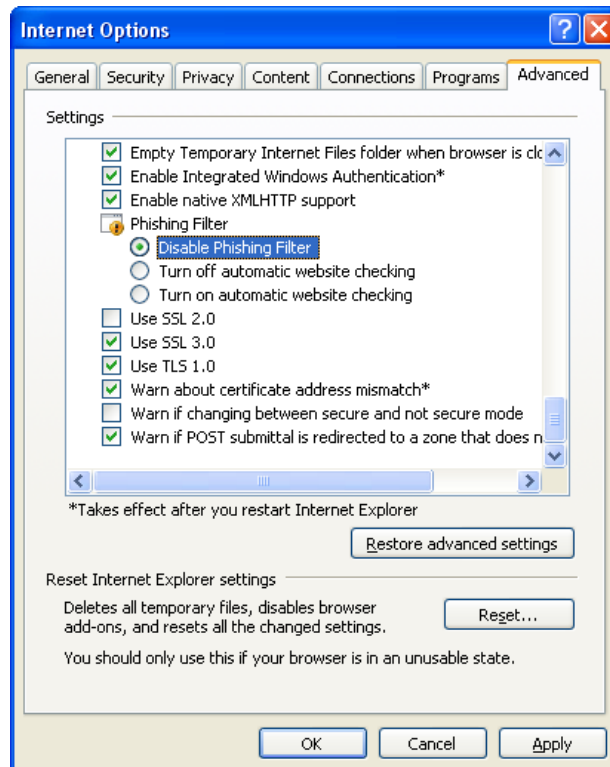 Internet Options
General Security Privacy Content Connections Programs Advanced
Settings
Empty Temporary Internet Files folder when browser is clo
Enable Integrated Windows Authentication*
Enable native XMLHTTP support
Phishing Filter
Disable Phishing Filter
Turn off automatic website checking
Turn on automatic website checking
Use SSL 2.0
Use SSL 3.0
Use TLS 1.0
Warn about certificate address mismatch*
Warn if changing between secure and not secure mode
Warn if POST submittal is redirected to a zone that does n
*Takes effect after you restart Internet Explorer
Restore advanced settings
Reset Internet Explorer settings
Deletes all temporary files, disables browser
add-ons, and resets all the changed settings.
Reset...
You should only use this if your browser is in an unusable state.
OK Cancel Apply